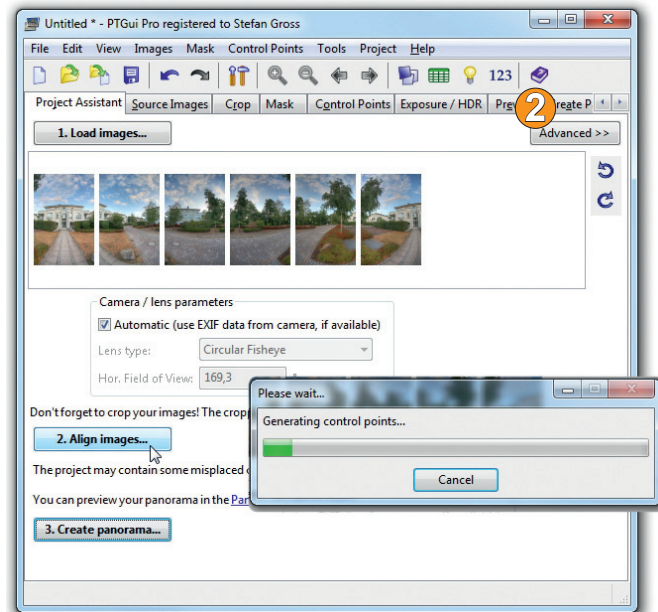 Untitled * - PTGui Pro registered to Stefan Gross
File Edit View Images Mask Control Points Tools Project Help
123
2
Project Assistant Source Images Crop Mask Control Points Exposure / HDR
1. Load images...
Advanced >>
Camera / lens parameters
Automatic (use EXIF data from camera, if available)
Lens type: Circular Fisheye
Hor. Field of View: 169,3
Please wait...
Don't forget to crop your images! The
Generating control points...
2. Align images...
The project may contain some misplaced
Cancel
You can preview your panorama in the
3. Create panorama...